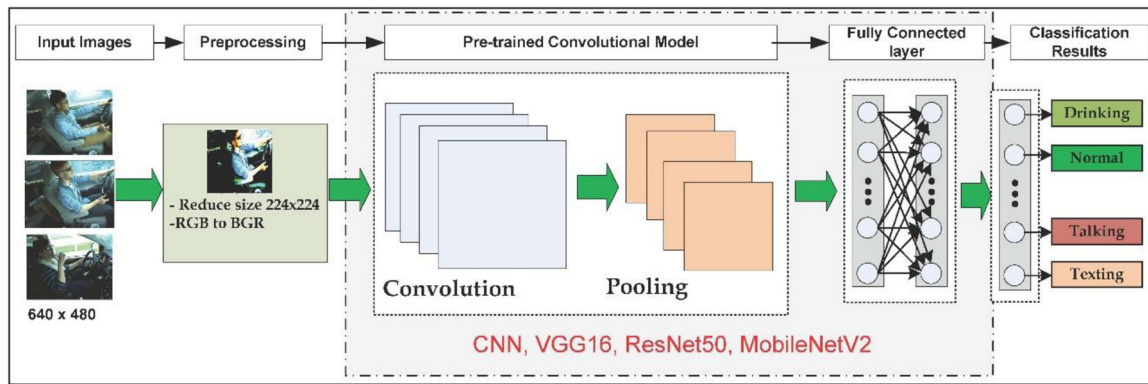 Input Images
Preprocessing
Pre-trained Convolutional Model
Fully Connected
layer
Classification
Results
- Reduce size 224x224
-RGB to BGR
640 x 480
Convolution
Pooling
Drinking
Normal
Talking
Texting
CNN, VGG16, ResNet50, MobileNetV2